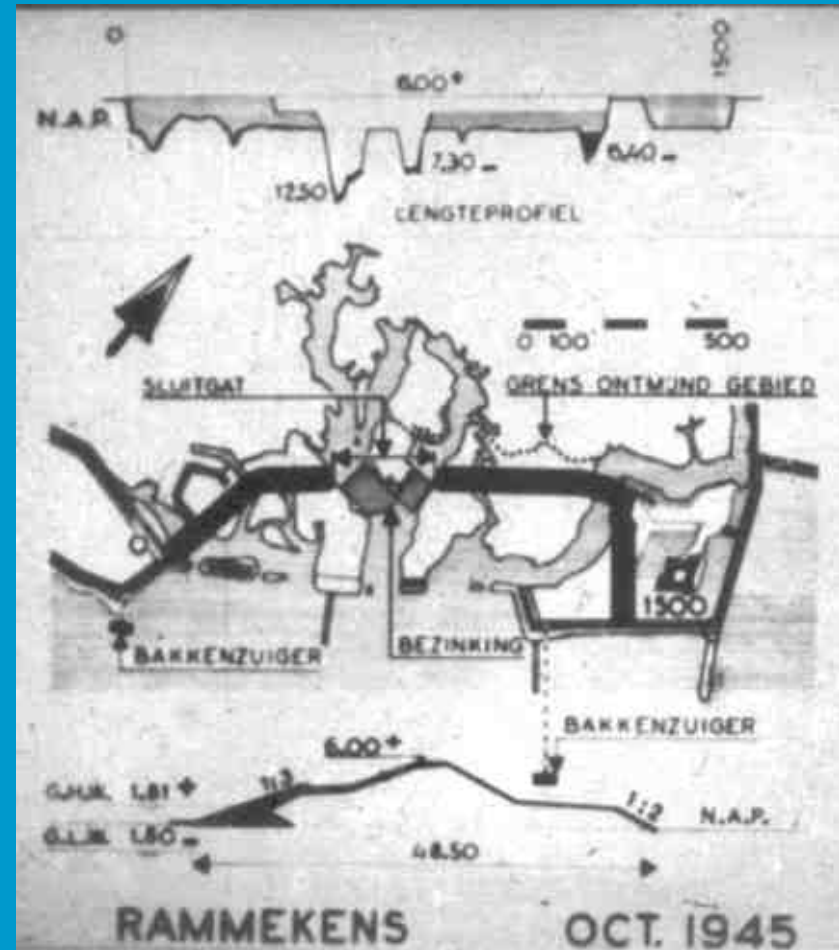 0
1500
6.00 +
N.A.P.
12.50
7.30 -
6.40 -
LENGTEPROFIEL
0 100 500
SLUITGAT
GRENS ONTMIJND GEBIED
1500
BAKKENZUIGER
BEZINKING
BAKKENZUIGER
6.00 +
1:3
G.H.W. 1.81 +
1:2
N.A.P.
G.L.W. 1.80 -
48.50
RAMMEKENS OCT. 1945